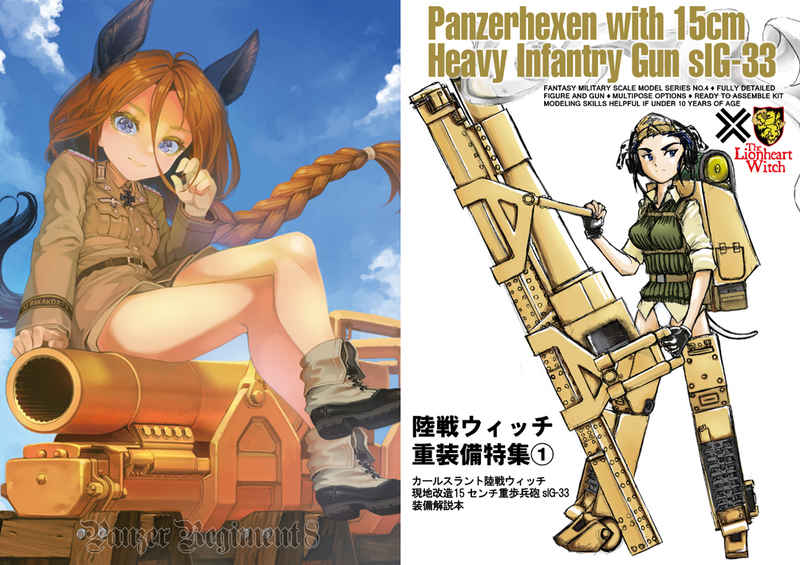 Panzer Regiment 8
Panzerhexen with 15cm
Heavy Infantry Gun sIG-33
FANTASY MILITARY SCALE MODEL SERIES NO.4 ♦ FULLY DETAILED
FIGURE AND GUN ♦ MULTIPOSE OPTIONS ♦ READY TO ASSEMBLE KIT
MODELING SKILLS HELPFUL IF UNDER 10 YEARS OF AGE
The
Lionheart
Witch
陸戦ウィッチ
重装備特集①
カールスラント陸戦ウィッチ
現地改造15 センチ重歩兵砲 sIG-33
装備解説本